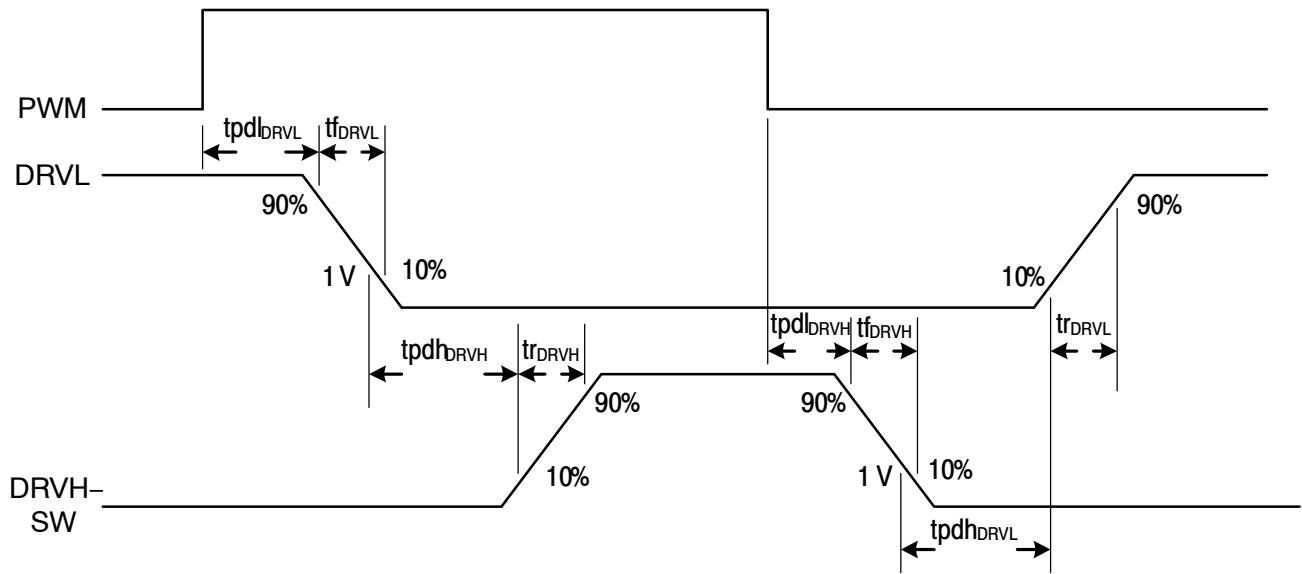 PWM
tpdlDRVL tfDRVL
DRVL
90%
90%
1 V 10%
10%
tpdlDRVH tfDRVH
trDRVL
tpdhDRVH trDRVH
90%
90%
10%
1 V 10%
DRVH–
SW
tpdhDRVL